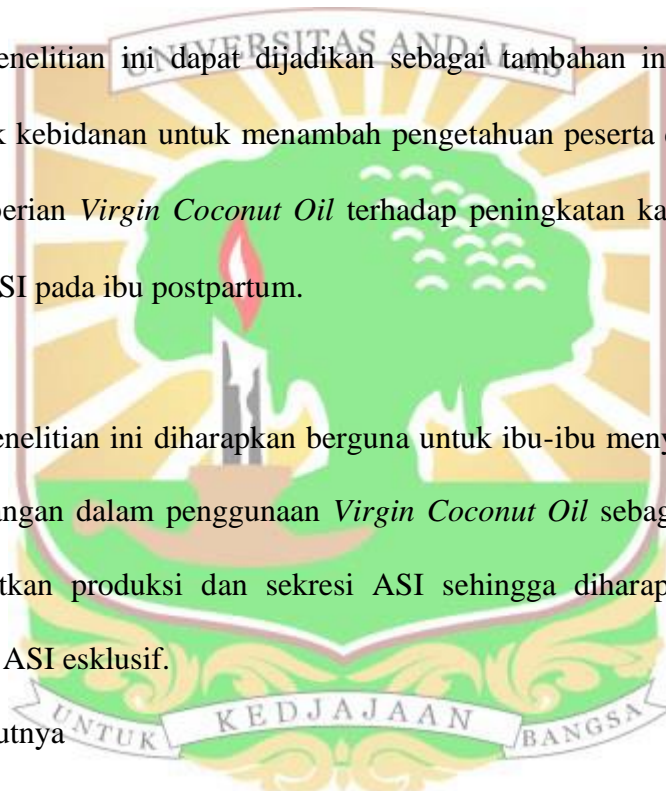 UNIVERSITAS ANDALAS
enelitian ini dapat dijadikan sebagai tambahan in
k kebidanan untuk menambah pengetahuan peserta
berian Virgin Coconut Oil terhadap peningkatan ka
SI pada ibu postpartum.
enelitian ini diharapkan berguna untuk ibu-ibu meny
angan dalam penggunaan Virgin Coconut Oil sebag
tkan produksi dan sekresi ASI sehingga diharap
ASI esklusif.
utnya
UNTUK KEDJAJAAN BANGSA